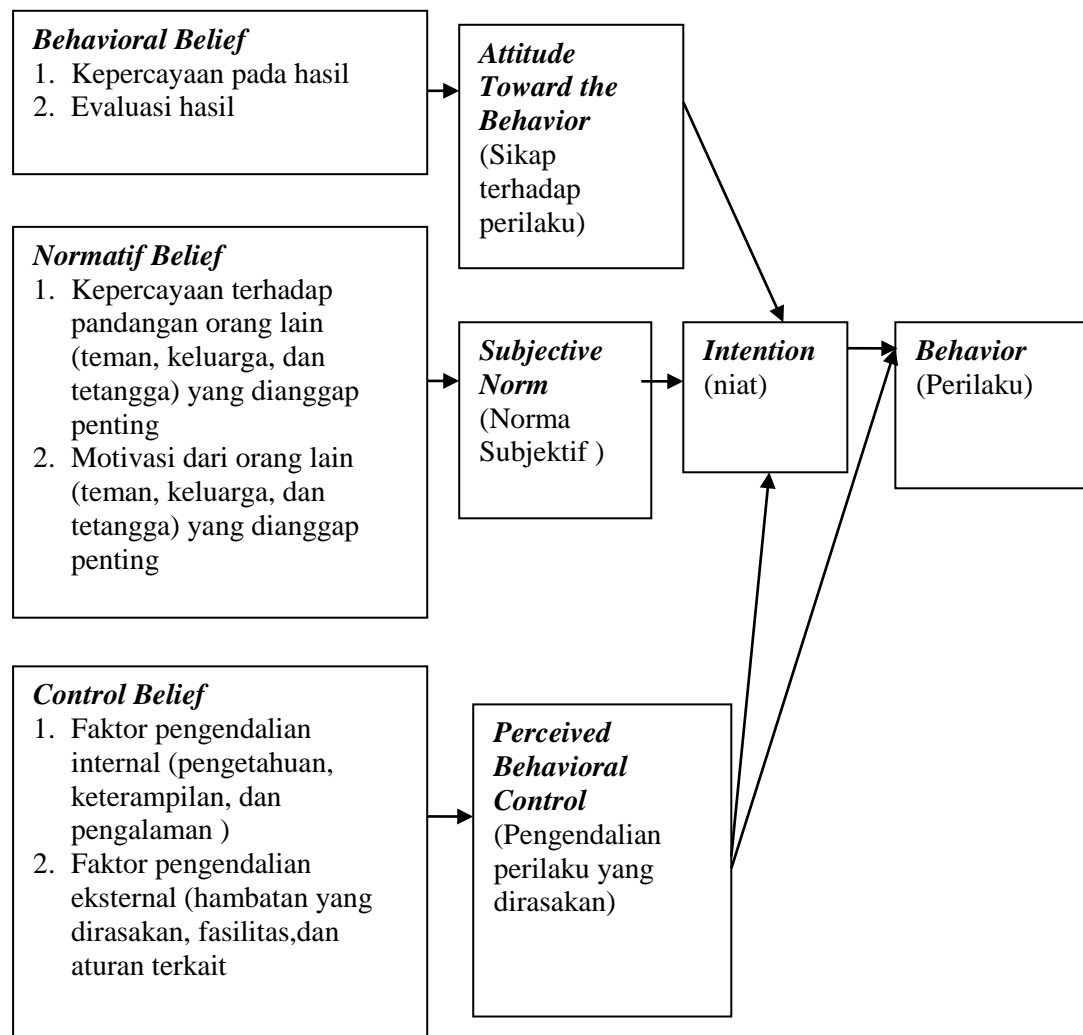 Behavioral Belief
1. Kepercayaan pada hasil
2. Evaluasi hasil
Attitude
Toward the
Behavior
(Sikap
terhadap
perilaku)
Normatif Belief
1. Kepercayaan terhadap
pandangan orang lain
(teman, keluarga, dan
tetangga) yang dianggap
penting
2. Motivasi dari orang lain
(teman, keluarga, dan
tetangga) yang dianggap
penting
Subjective
Norm
(Norma
Subjektif )
Intention
(niat)
Behavior
(Perilaku)
Control Belief
1. Faktor pengendalian
internal (pengetahuan,
keterampilan, dan
pengalaman )
2. Faktor pengendalian
eksternal (hambatan yang
dirasakan, fasilitas,dan
aturan terkait
Perceived
Behavioral
Control
(Pengendalian
perilaku yang
dirasakan)